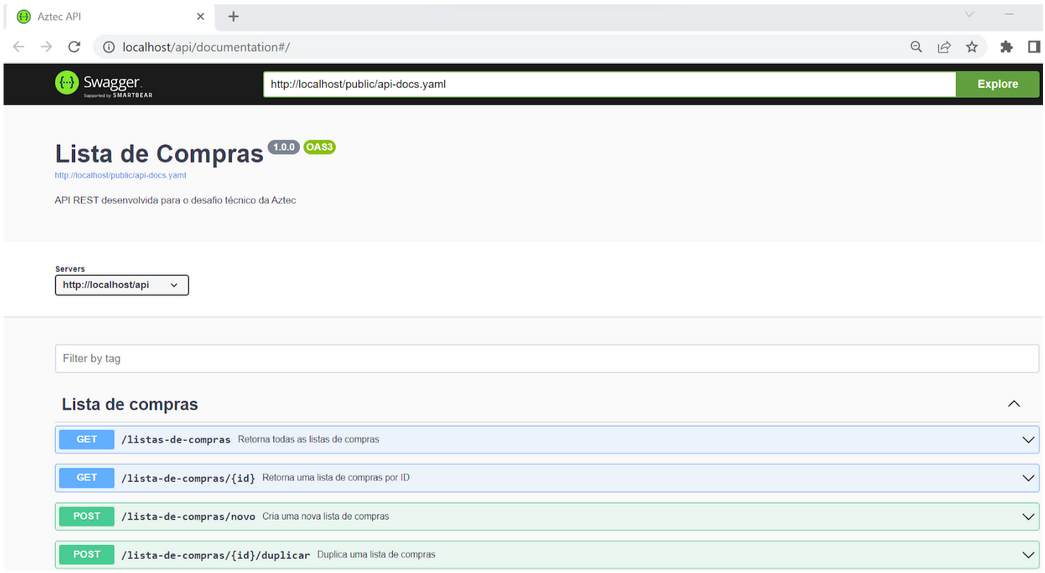 Aztec API
localhost/api/documentation#/
Swagger.
Supported by SMARTBEAR
http://localhost/public/api-docs.yaml
Explore
Lista de Compras 1.0.0 OAS3
http://localhost/public/api-docs.yaml
API REST desenvolvida para o desafio técnico da Aztec
Servers
http://localhost/api
Filter by tag
Lista de compras
GET /listas-de-compras Retorna todas as listas de compras
GET /lista-de-compras/{id} Retorna uma lista de compras por ID
POST /lista-de-compras/novo Cria uma nova lista de compras
POST /lista-de-compras/{id}/duplicar Duplica uma lista de compras